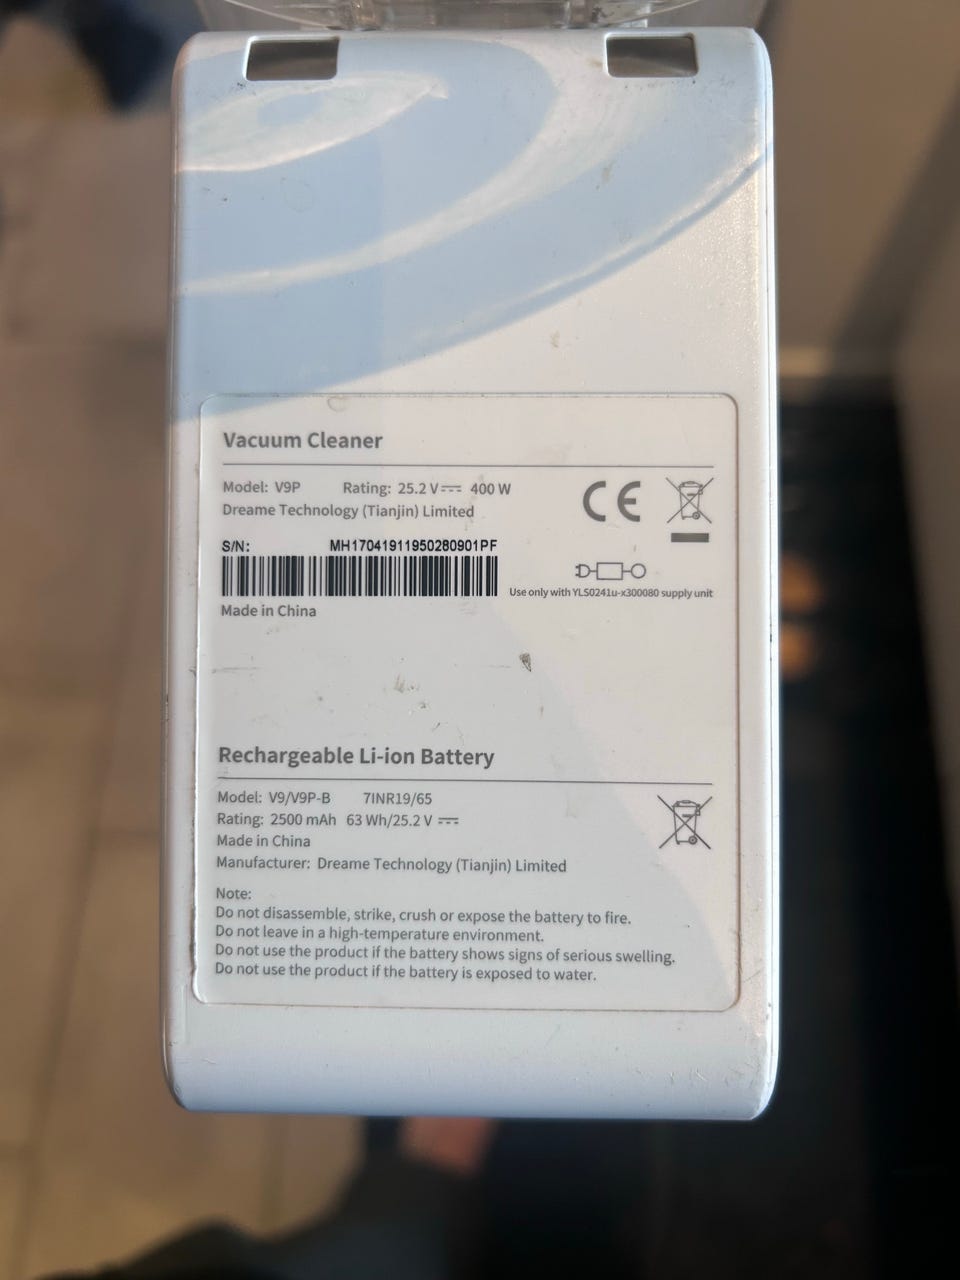 Vacuum Cleaner
Model: V9P Rating: 25.2 V⎓ 400 W
Dreame Technology (Tianjin) Limited
CE
S/N: MH17041911950280901PF
Use only with YLS0241u-x300080 supply unit
Made in China
Rechargeable Li-ion Battery
Model: V9/V9P-B 7INR19/65
Rating: 2500 mAh 63 Wh/25.2 V ⎓
Made in China
Manufacturer: Dreame Technology (Tianjin) Limited
Note:
Do not disassemble, strike, crush or expose the battery to fire.
Do not leave in a high-temperature environment.
Do not use the product if the battery shows signs of serious swelling.
Do not use the product if the battery is exposed to water.